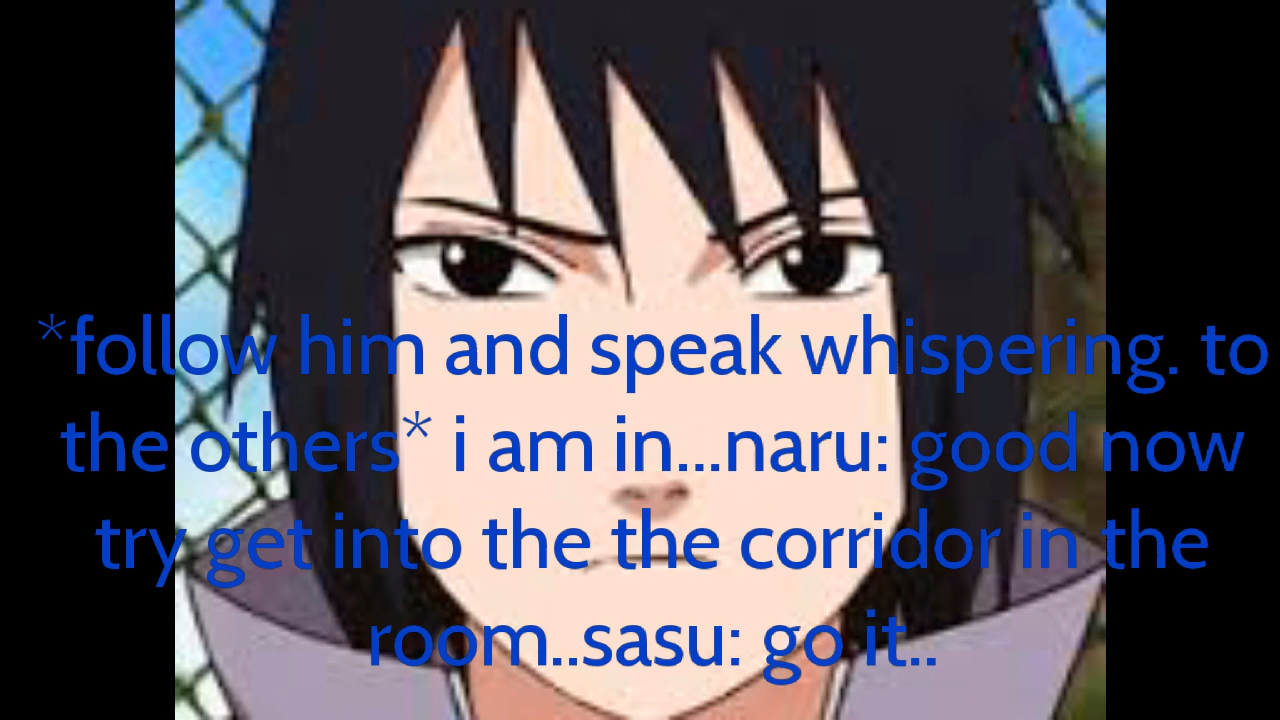 *follow him and speak whispering. to
the others* i am in...naru: good now
try get into the the corridor in the
room..sasu: go it..